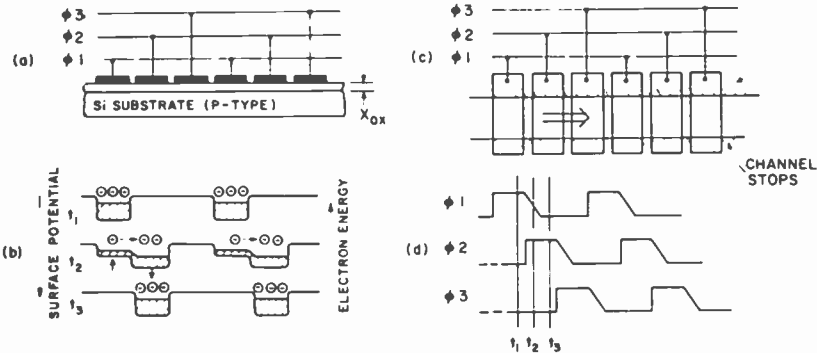 (a)
ϕ3
ϕ2
ϕ1
Si SUBSTRATE (P-TYPE)
X OX
(b)
SURFACE POTENTIAL
t1
t2
t3
ELECTRON ENERGY
(c)
ϕ3
ϕ2
ϕ1
CHANNEL
STOPS
(d)
ϕ1
ϕ2
ϕ3
t1 t2 t3